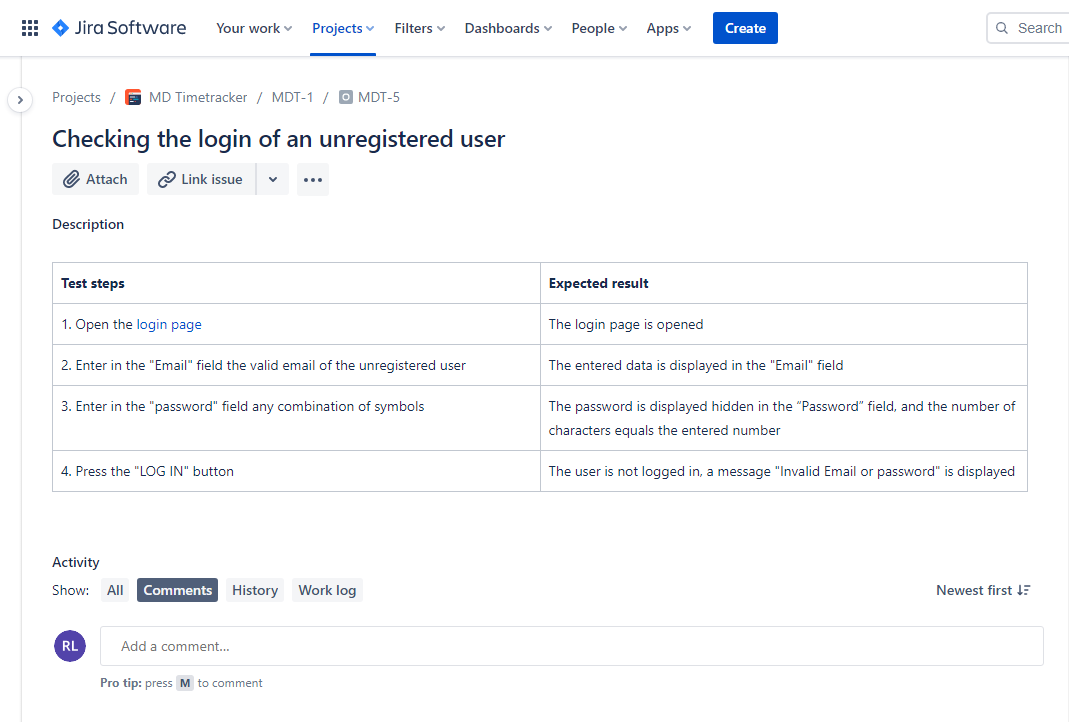 Jira Software Your work Projects Filters Dashboards People Apps Create Search
Projects / MD Timetracker / MDT-1 / MDT-5
Checking the login of an unregistered user
Attach Link issue
Description
Test steps Expected result
1. Open the login page The login page is opened
2. Enter in the "Email" field the valid email of the unregistered user The entered data is displayed in the "Email" field
3. Enter in the "password" field any combination of symbols The password is displayed hidden in the “Password” field, and the number of
characters equals the entered number
4. Press the "LOG IN" button The user is not logged in, a message "Invalid Email or password" is displayed
Activity
Show: All Comments History Work log Newest first
RL Add a comment...
Pro tip: press M to comment